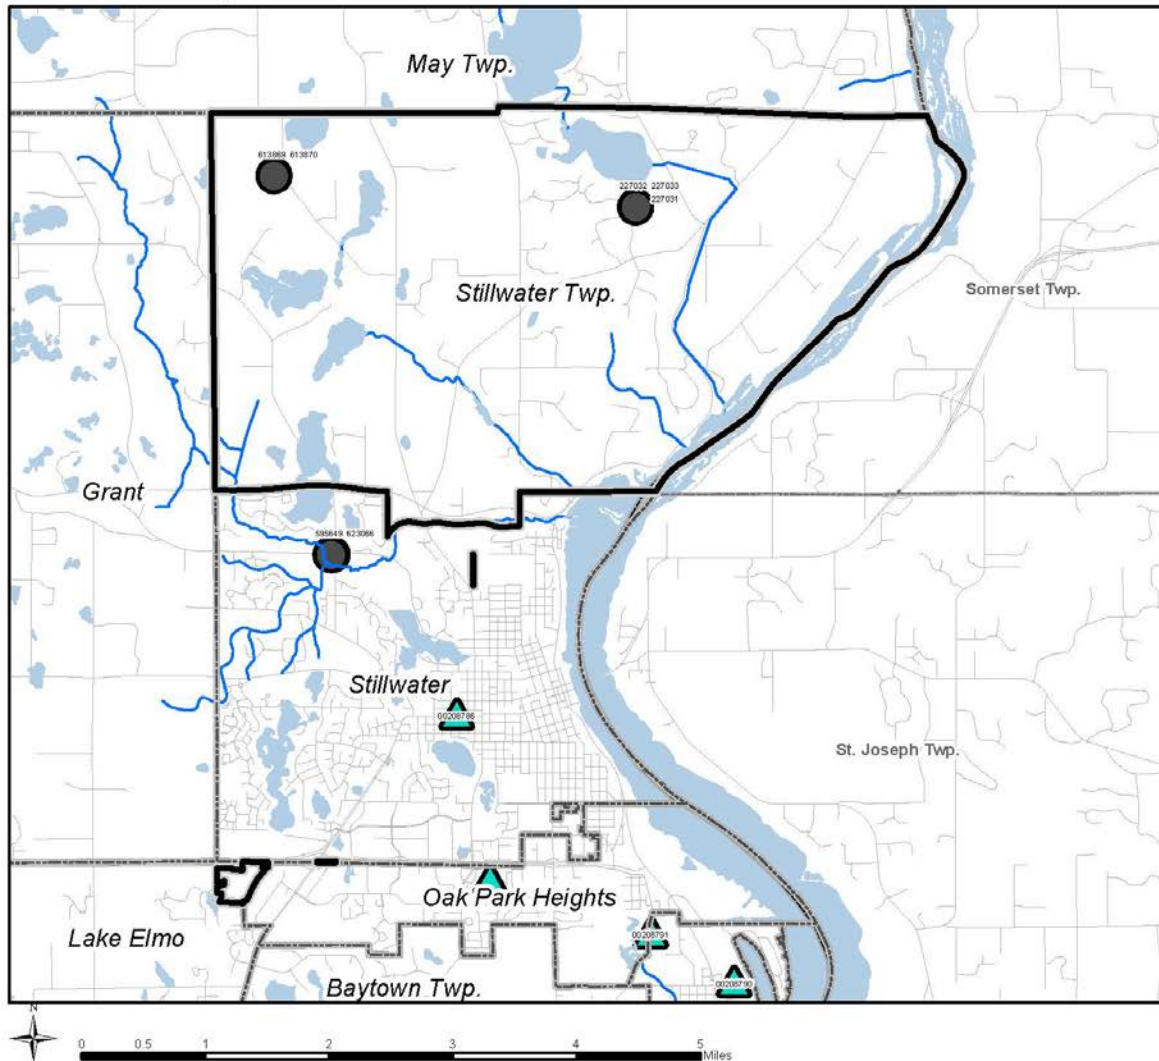 May Twp.
613869 613870
227032 227033
227031
Somerset Twp.
Stillwater Twp.
Grant
595649 623066
Stillwater
00208786
St. Joseph Twp.
Oak Park Heights
Lake Elmo
00208791
Baytown Twp.
00208790
N
0 0.5 1 2 3 4 5
Miles